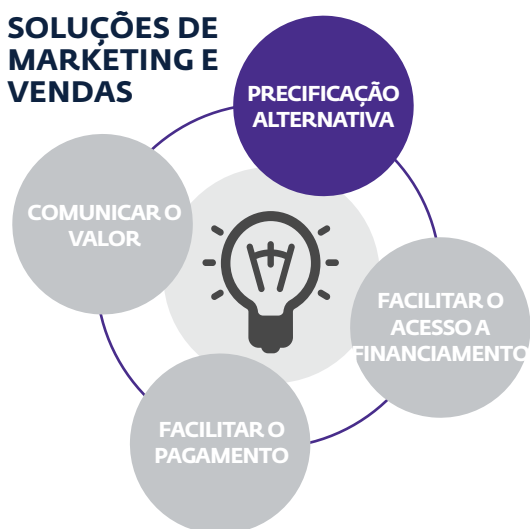 SOLUÇÕES DE
MARKETING E
VENDAS
PRECIFICAÇÃO
ALTERNATIVA
COMUNICAR O
VALOR
FACILITAR O
ACESSO A
FINANCIAMENTO
FACILITAR O
PAGAMENTO